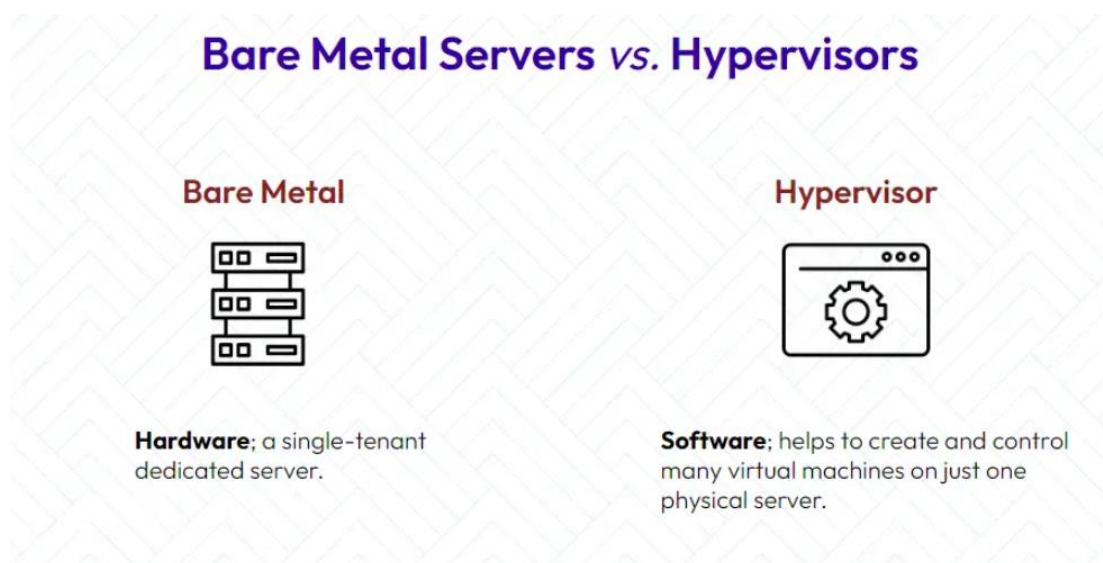 Bare Metal Servers vs. Hypervisors
Bare Metal
Hypervisor
Hardware; a single-tenant
dedicated server.
Software; helps to create and control
many virtual machines on just one
physical server.